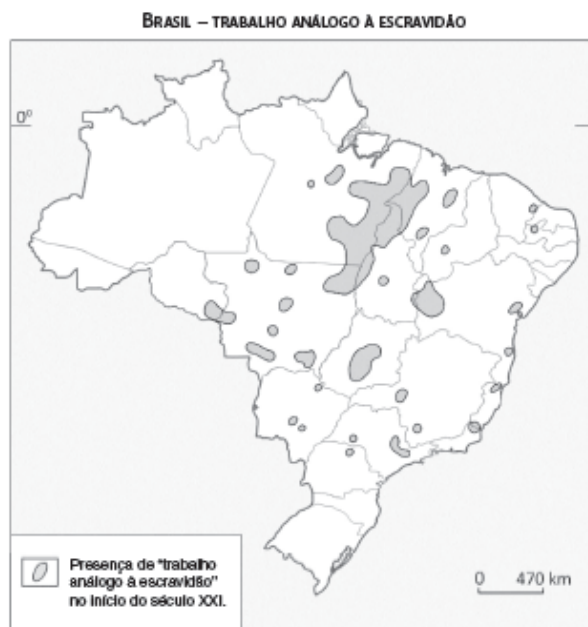 BRASIL – TRABALHO ANÁLOGO À ESCRAVIDÃO
0º
Presença de “trabalho
análogo à escravidão”
no início do século XXI.
0 470 km